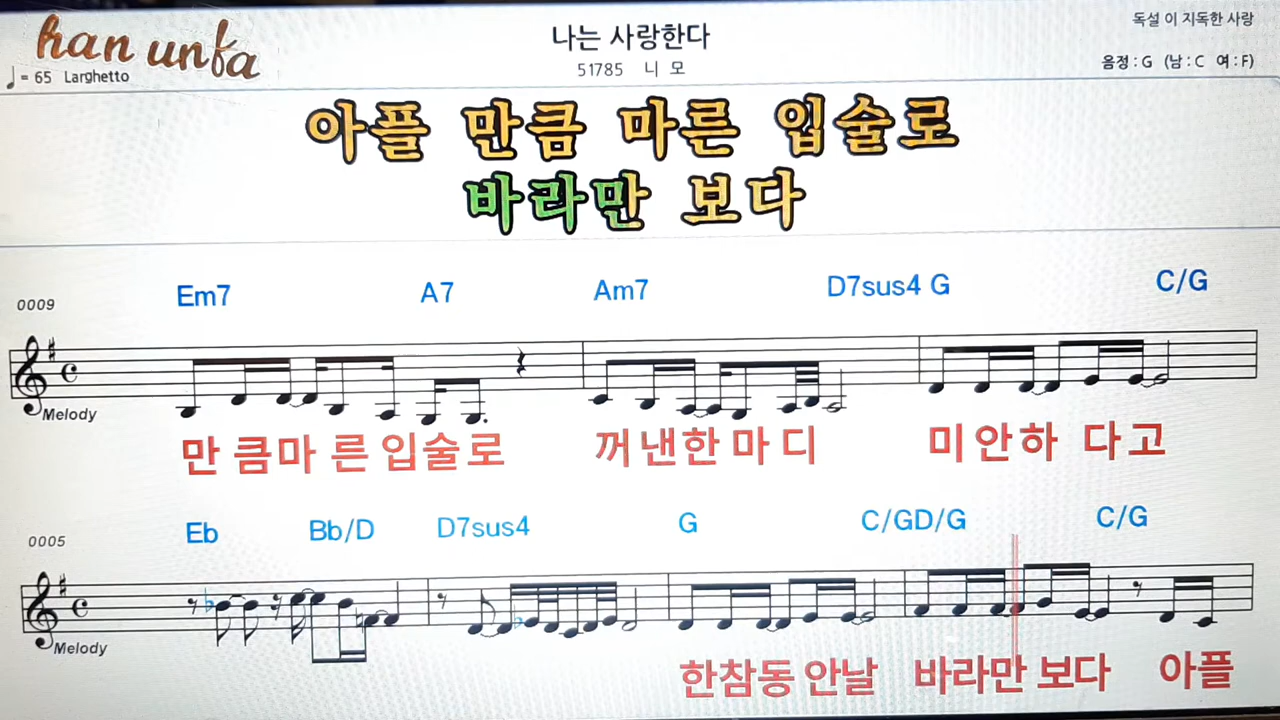 han unfa
♩= 65 Larghetto
나는 사랑한다
51785 니 모
독설 이 지독한 사랑
음정 : G (남 : C 여 : F)
아플 만큼 마른 입술로
바라만 보다
0009
Em7 A7 Am7 D7sus4 G C/G
Melody
만 큼마 른 입술로 꺼 낸한 마 디 미 안하 다고
0005
Eb Bb/D D7sus4 G C/GD/G C/G
Melody
한참동 안날 바라만 보다 아플